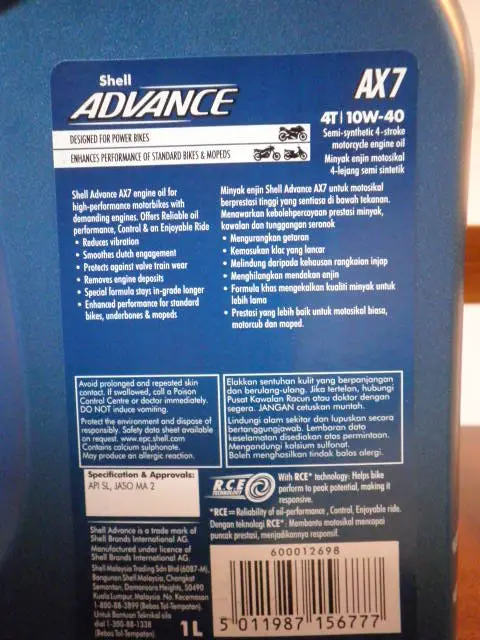 Shell
ADVANCE
AX7
4T | 10W-40
Semi-synthetic 4-stroke
motorcycle engine oil
Minyak enjin motosikal
4-lejang semi sintetik
DESIGNED FOR POWER BIKES
ENHANCES PERFORMANCE OF STANDARD BIKES & MOPEDS
Shell Advance AX7 engine oil for
high-performance motorbikes with
demanding engines. Offers Reliable oil
performance, Control & an Enjoyable Ride
• Reduces vibration
• Smoothes clutch engagement
• Protects against valve train wear
• Removes engine deposits
• Special formula stays in-grade longer
• Enhanced performance for standard
bikes, underbones & mopeds
Minyak enjin Shell Advance AX7 untuk motosikal
berprestasi tinggi yang sentiasa di bawah tekanan.
Menawarkan kebolehpercayaan prestasi minyak,
kawalan dan tunggangan seronok
• Mengurangkan getaran
• Kemasukan klac yang lancar
• Melindung daripada kehausan rangkaian injap
• Menghilangkan mendakan enjin
• Formula khas mengekalkan kualiti minyak untuk
lebih lama
• Prestasi yang lebih baik untuk motosikal biasa,
motorcub dan moped.
Avoid prolonged and repeated skin
contact. If swallowed, call a Poison
Control Centre or doctor immediately.
DO NOT induce vomiting.
Protect the environment and dispose of
responsibly. Safety data sheet available
on request. www.epc.shell.com
Contains calcium sulphonate.
May produce an allergic reaction.
Elakkan sentuhan kulit yang berpanjangan
dan berulang-ulang. Jika tertelan, hubungi
Pusat Kawalan Racun atau doktor dengan
segera. JANGAN cetuskan muntah.
Lindungi alam sekitar dan lupuskan secara
bertanggungjawab. Lembaran data
keselamatan disediakan atas permintaan.
Mengandungi kalsium sulfonat.
Boleh menghasilkan tindak balas alergi.
Specification & Approvals:
API SL, JASO MA 2
R.C.E
TECHNOLOGY
With RCE* technology: Helps bike
perform to peak potential, making it
responsive.
*RCE=Reliability of oil-performance, Control, Enjoyable ride.
Dengan teknologi RCE*: Membantu motosikal mencapai
puncak prestasi, menjadikannya responsif.
Shell Advance is a trade mark of
Shell Brands International AG.
Manufactured under licence of
Shell Brands International AG.
Shell Malaysia Trading Sdn Bhd (6087-M),
Bangunan Shell Malaysia, Changkat
Semantan, Damansara Heights, 50490
Kuala Lumpur, Malaysia. No. Kecemasan
1-800-88-3899 (Bebas Tol-Tempatan).
Untuk Bantuan Teknikal sila
dial 1-300-88-1338
(Bebas Tol-Tempatan).
1L
600012698
5 011987 156777